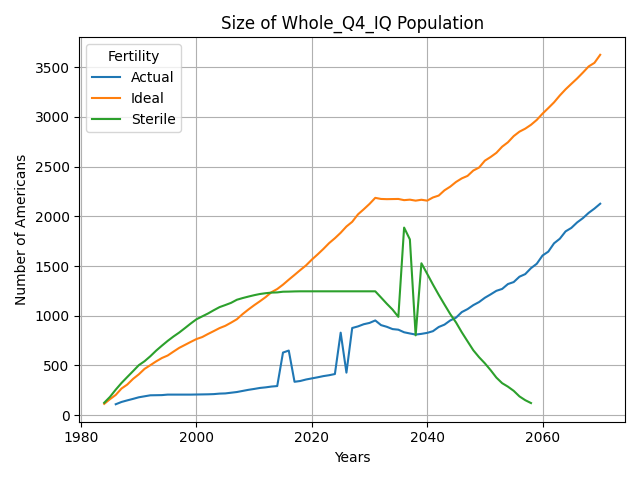 Size of Whole_Q4_IQ Population
Fertility
Actual
Ideal
Sterile
Number of Americans
3500
3000
2500
2000
1500
1000
500
0
1980
2000
2020
2040
2060
Years